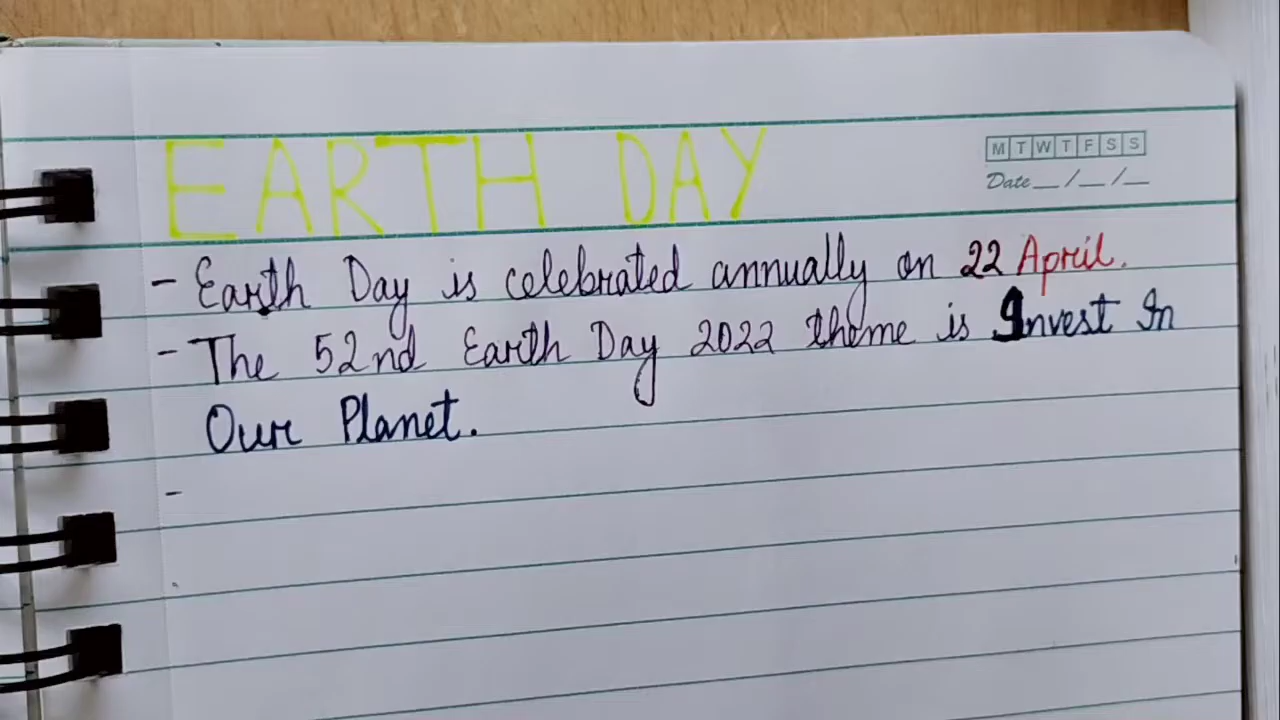 EARTH DAY
M T W T F S S
Date __/__/__
- Earth Day is celebrated annually on 22 April.
- The 52nd Earth Day 2022 theme is Invest In
Our Planet.
-